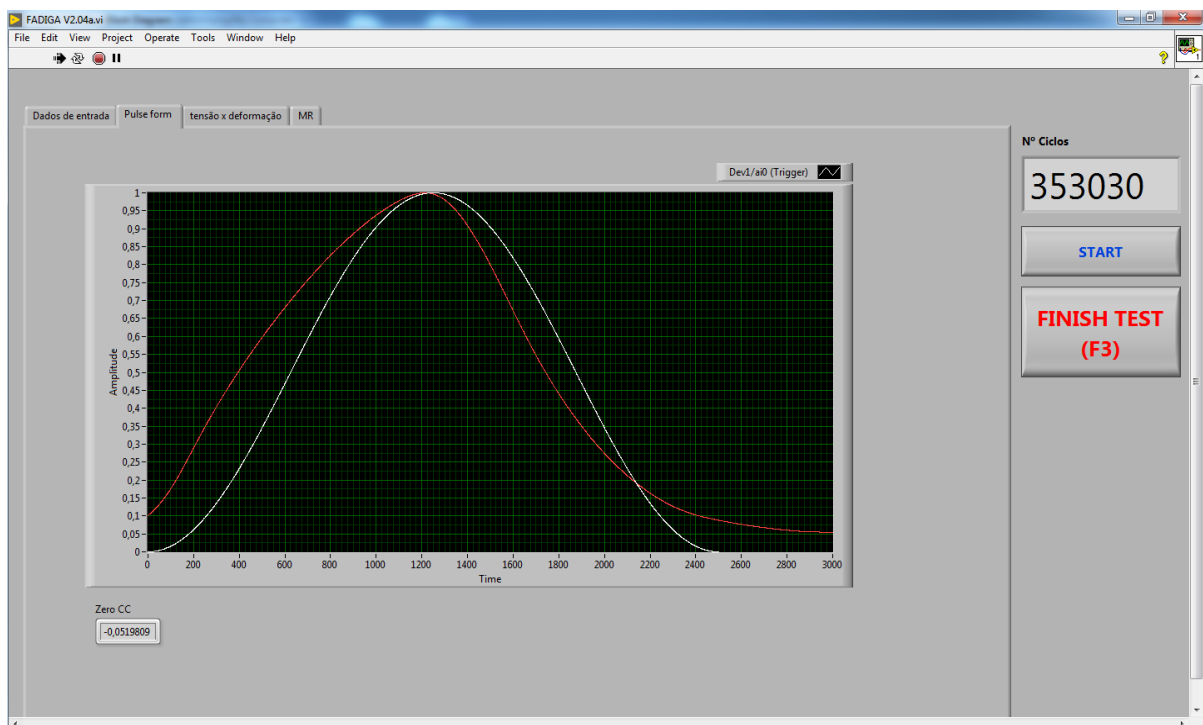 FADIGA V2.04a.vi
File Edit View Project Operate Tools Window Help
1
Dados de entrada Pulse form tensão x deformação MR
Nº Ciclos
353030
START
FINISH TEST
(F3)
Dev1/ai0 (Trigger)
1
0,95
0,9
0,85
0,8
0,75
0,7
0,65
0,6
0,55
0,5
0,45
0,4
0,35
0,3
0,25
0,2
0,15
0,1
0,05
0
Amplitude
0 200 400 600 800 1000 1200 1400 1600 1800 2000 2200 2400 2600 2800 3000
Time
Zero CC
-0,0519809